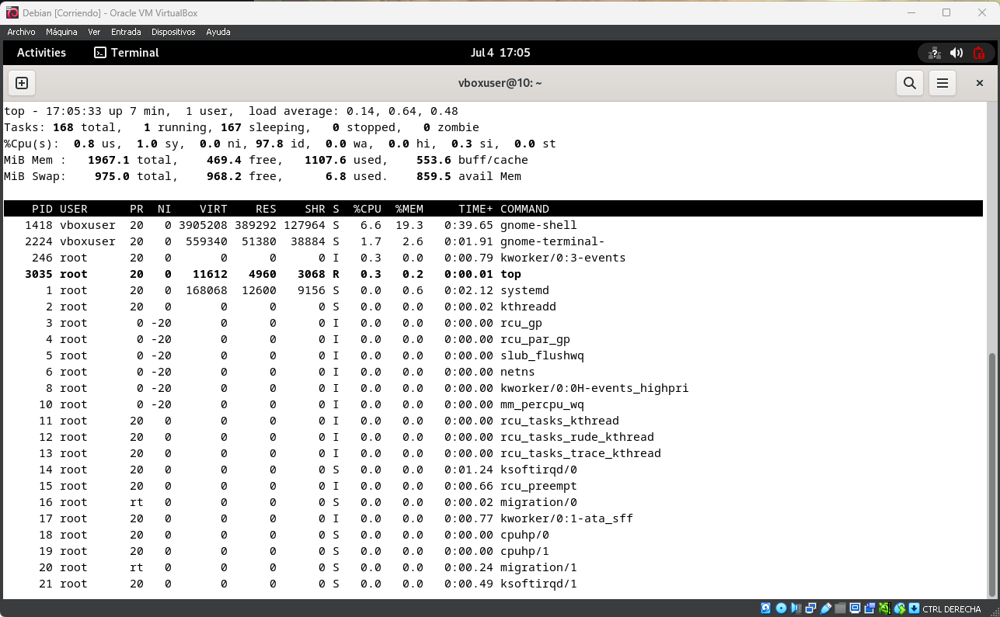 Debian [Corriendo] - Oracle VM VirtualBox
Archivo Máquina Ver Entrada Dispositivos Ayuda
Activities Terminal Jul 4 17:05
vboxuser@10: ~
top - 17:05:33 up 7 min,  1 user,  load average: 0.14, 0.64, 0.48
Tasks: 168 total,   1 running, 167 sleeping,   0 stopped,   0 zombie
%Cpu(s):  0.8 us,  1.0 sy,  0.0 ni, 97.8 id,  0.0 wa,  0.0 hi,  0.3 si,  0.0 st
MiB Mem :   1967.1 total,    469.4 free,   1107.6 used,    553.6 buff/cache
MiB Swap:    975.0 total,    968.2 free,      6.8 used.    859.5 avail Mem
PID USER      PR  NI    VIRT    RES    SHR S  %CPU  %MEM     TIME+ COMMAND
1418 vboxuser  20   0 3905208 389292 127964 S   6.6  19.3   0:39.65 gnome-shell
2224 vboxuser  20   0  559340  51380  38884 S   1.7   2.6   0:01.91 gnome-terminal-
246 root      20   0       0      0      0 I   0.3   0.0   0:00.79 kworker/0:3-events
3035 root      20   0   11612   4960   3068 R   0.3   0.2   0:00.01 top
1 root      20   0  168068  12600   9156 S   0.0   0.6   0:02.12 systemd
2 root      20   0       0      0      0 S   0.0   0.0   0:00.02 kthreadd
3 root       0 -20       0      0      0 I   0.0   0.0   0:00.00 rcu_gp
4 root       0 -20       0      0      0 I   0.0   0.0   0:00.00 rcu_par_gp
5 root       0 -20       0      0      0 I   0.0   0.0   0:00.00 slub_flushwq
6 root       0 -20       0      0      0 I   0.0   0.0   0:00.00 netns
8 root       0 -20       0      0      0 I   0.0   0.0   0:00.00 kworker/0:0H-events_highpri
10 root       0 -20       0      0      0 I   0.0   0.0   0:00.00 mm_percpu_wq
11 root      20   0       0      0      0 I   0.0   0.0   0:00.00 rcu_tasks_kthread
12 root      20   0       0      0      0 I   0.0   0.0   0:00.00 rcu_tasks_rude_kthread
13 root      20   0       0      0      0 I   0.0   0.0   0:00.00 rcu_tasks_trace_kthread
14 root      20   0       0      0      0 S   0.0   0.0   0:01.24 ksoftirqd/0
15 root      20   0       0      0      0 I   0.0   0.0   0:00.66 rcu_preempt
16 root      rt   0       0      0      0 S   0.0   0.0   0:00.02 migration/0
17 root      20   0       0      0      0 I   0.0   0.0   0:00.77 kworker/0:1-ata_sff
18 root      20   0       0      0      0 S   0.0   0.0   0:00.00 cpuhp/0
19 root      20   0       0      0      0 S   0.0   0.0   0:00.00 cpuhp/1
20 root      rt   0       0      0      0 S   0.0   0.0   0:00.24 migration/1
21 root      20   0       0      0      0 S   0.0   0.0   0:00.49 ksoftirqd/1
CTRL DERECHA